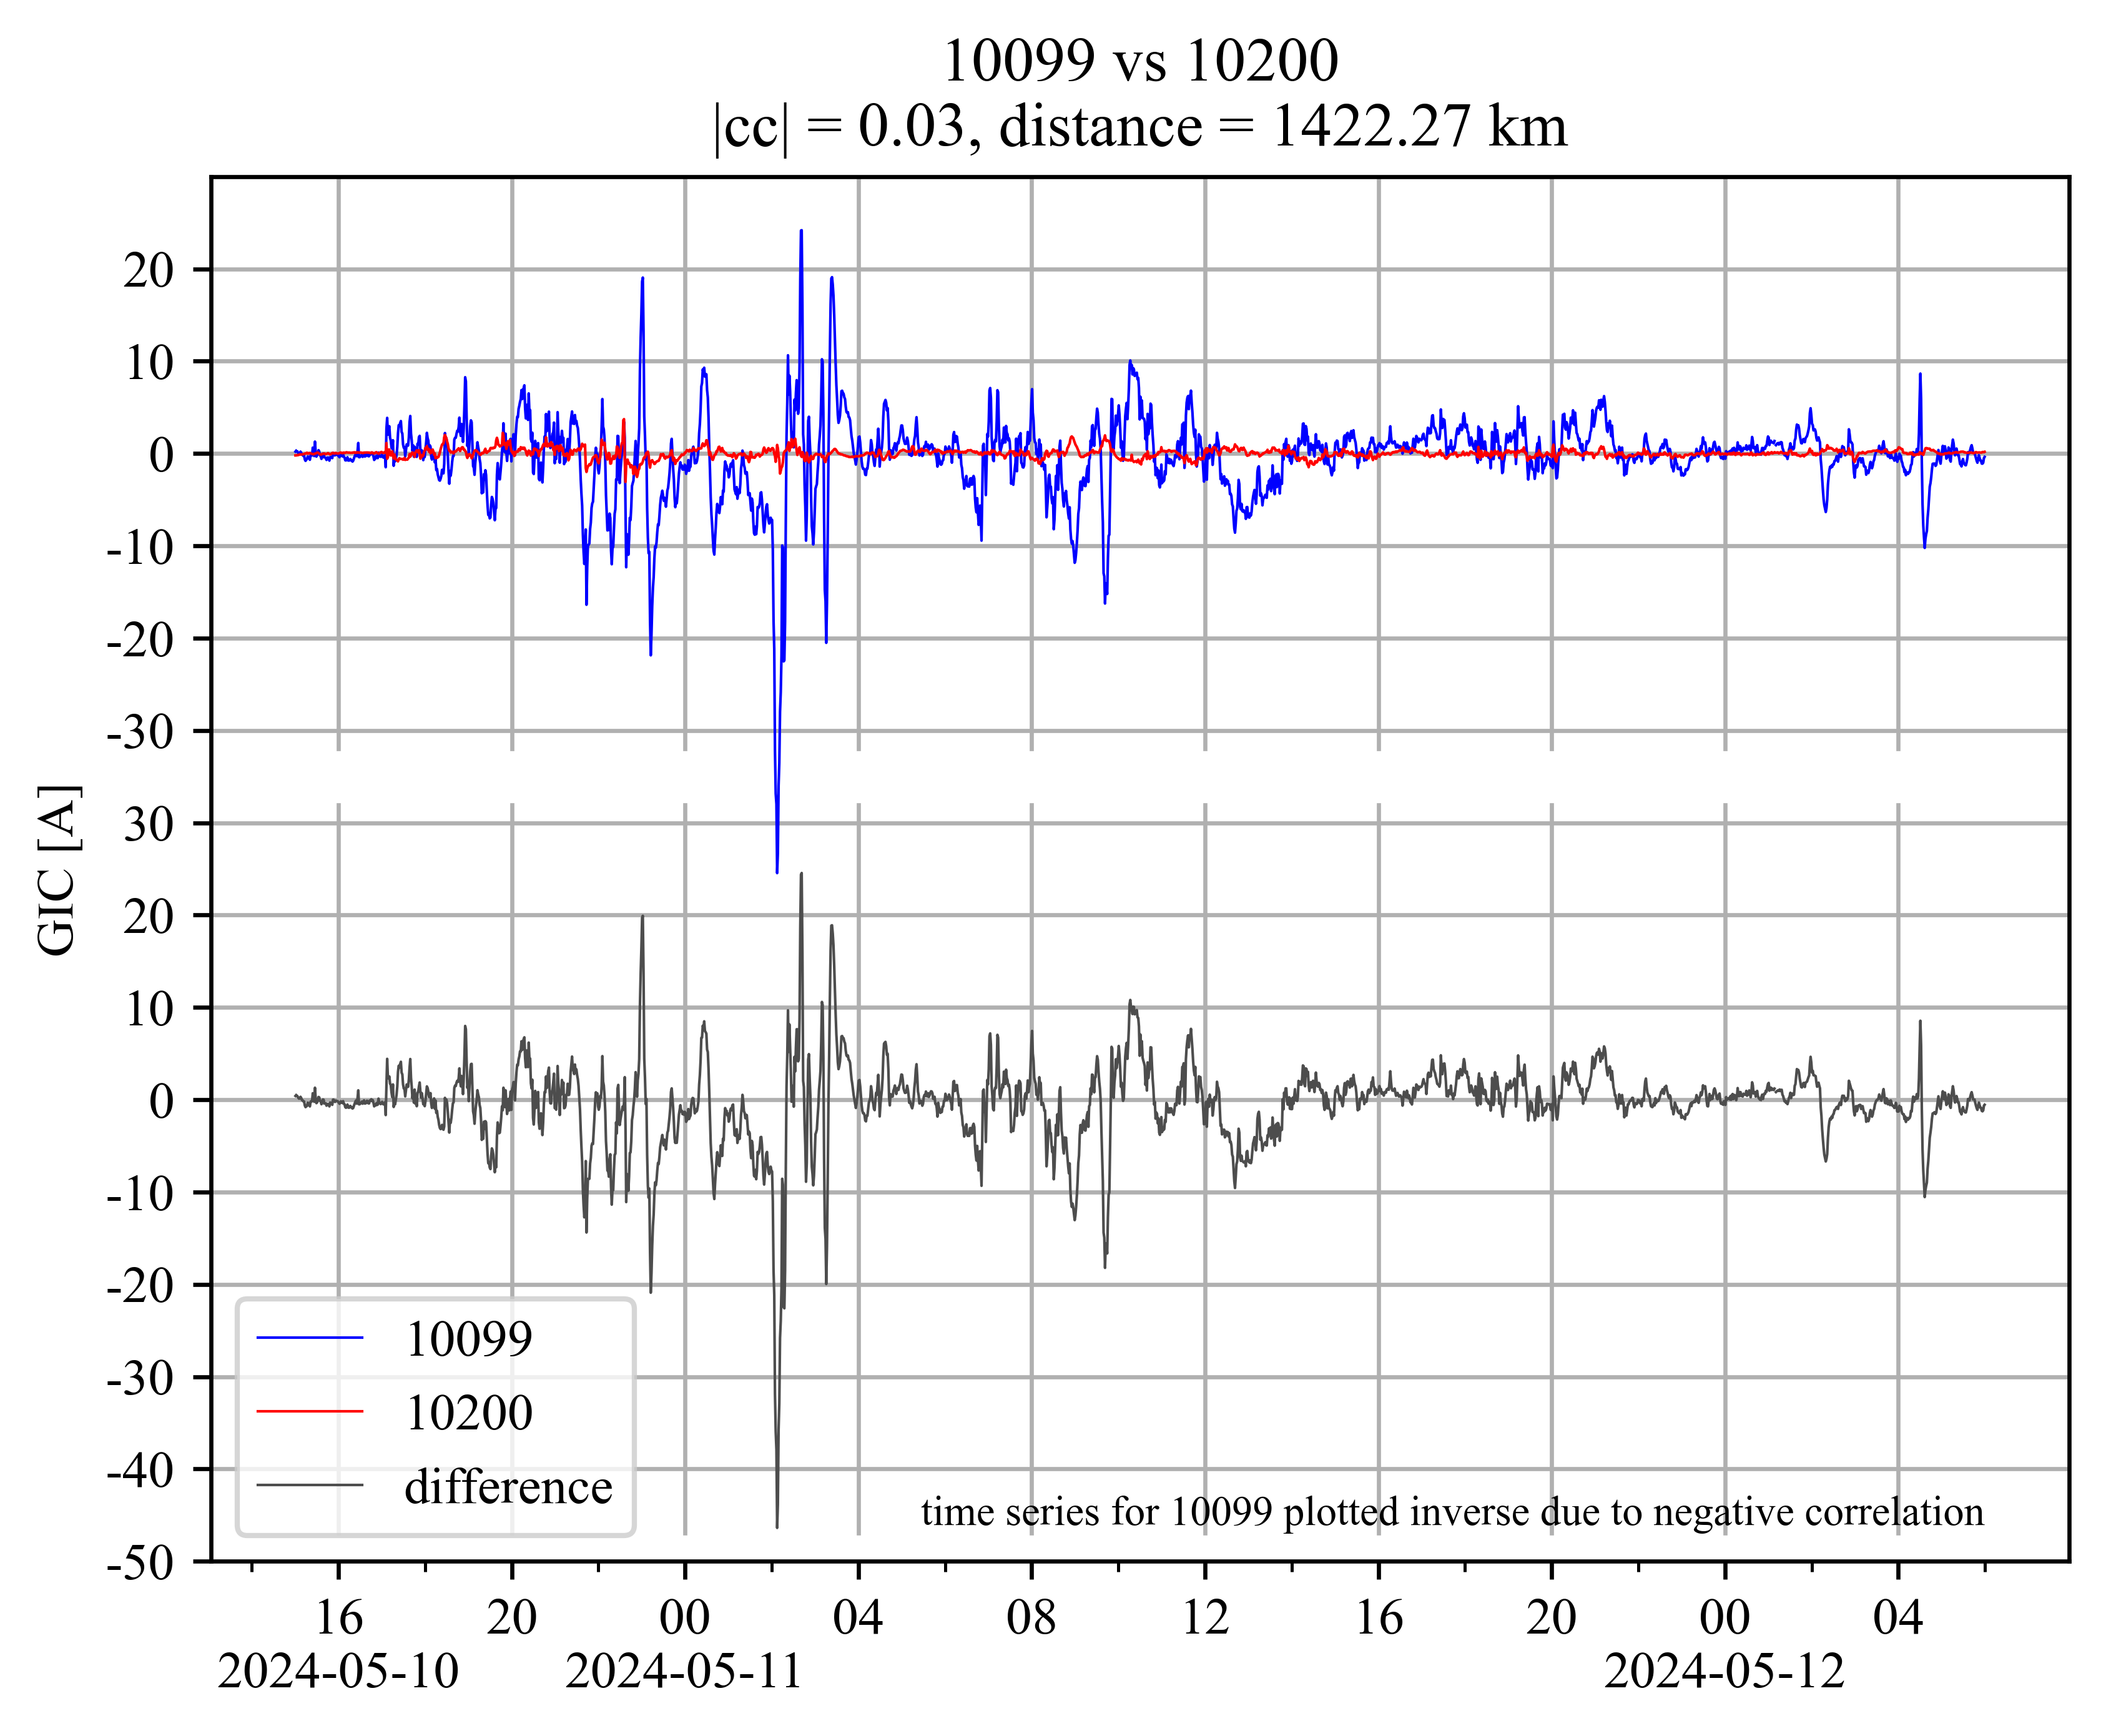 10099 vs 10200
|cc| = 0.03, distance = 1422.27 km
GIC [A]
20
10
0
-10
-20
-30
30
20
10
0
-10
-20
-30
-40
-50
10099
10200
difference
time series for 10099 plotted inverse due to negative correlation
16 20 00 04 08 12 16 20 00 04
2024-05-10 2024-05-11 2024-05-12